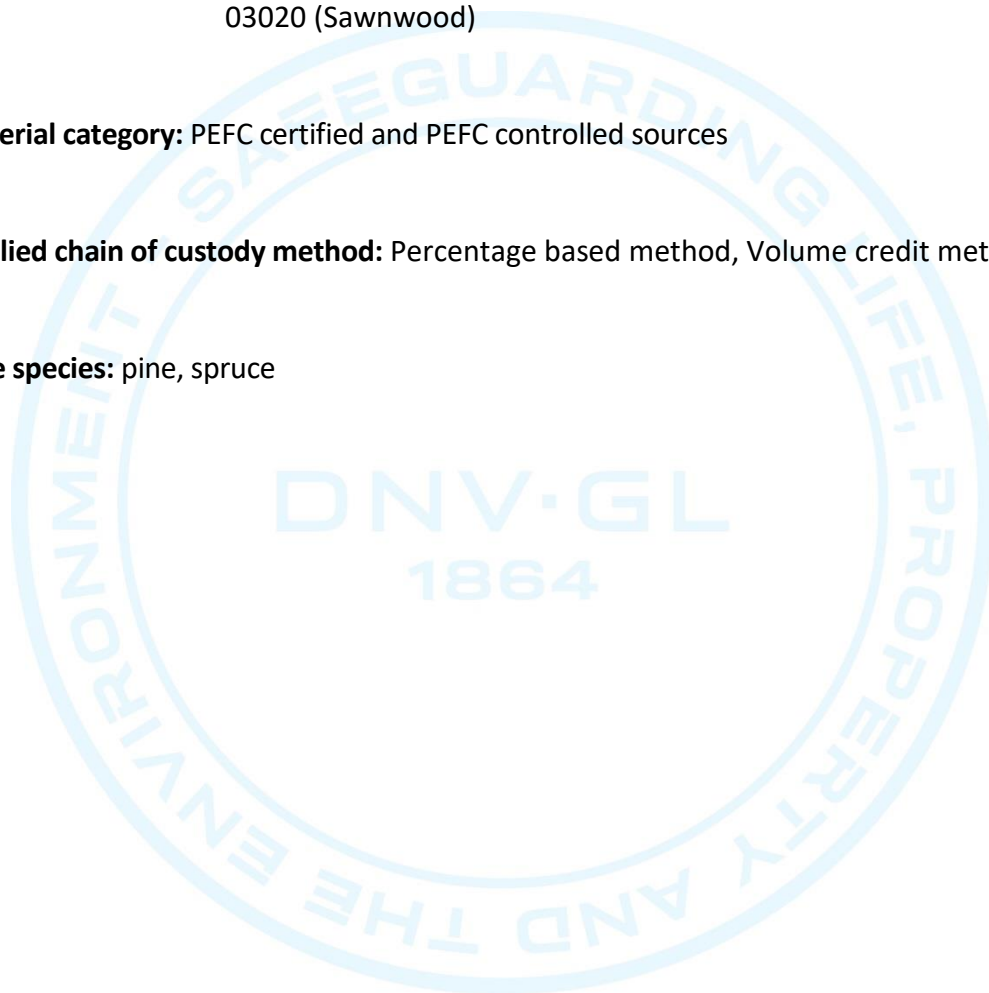 03020 (Sawnwood)
erial category: PEFC certified and PEFC controlled sources
lied chain of custody method: Percentage based method, Volume credit met
e species: pine, spruce
SAFEGUARDING LIFE, PROPERTY AND THE ENVIRONMENT
DNV·GL
1864